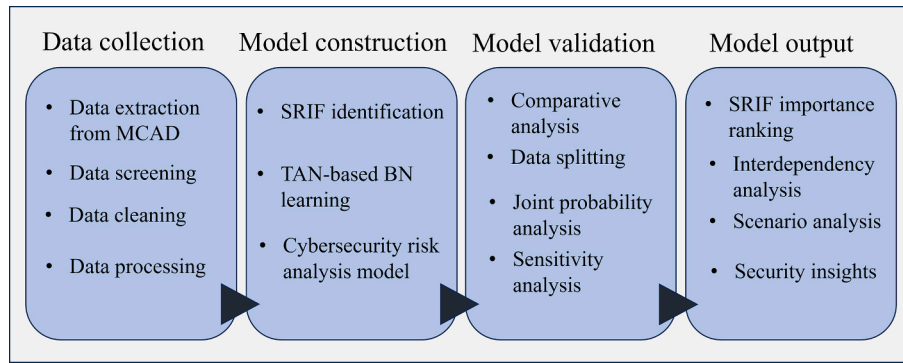 Data collection
• Data extraction
from MCAD
• Data screening
• Data cleaning
• Data processing
Model construction
• SRIF identification
• TAN-based BN
learning
• Cybersecurity risk
analysis model
Model validation
• Comparative
analysis
• Data splitting
• Joint probability
analysis
• Sensitivity
analysis
Model output
• SRIF importance
ranking
• Interdependency
analysis
• Scenario analysis
• Security insights